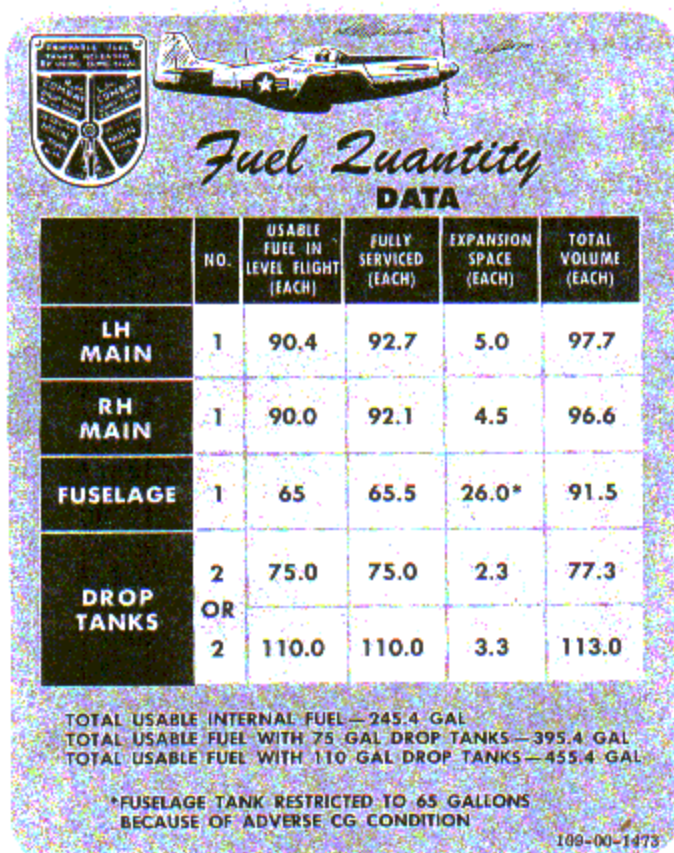 COMBAT
COMBAT
MAIN
MAIN
Fuel Quantity
DATA
NO.
USABLE
FUEL IN
LEVEL FLIGHT
(EACH)
FULLY
SERVICED
(EACH)
EXPANSION
SPACE
(EACH)
TOTAL
VOLUME
(EACH)
LH
MAIN
1 90.4 92.7 5.0 97.7
RH
MAIN
1 90.0 92.1 4.5 96.6
FUSELAGE 1 65 65.5 26.0* 91.5
DROP
TANKS
2 75.0 75.0 2.3 77.3
OR
2 110.0 110.0 3.3 113.0
TOTAL USABLE INTERNAL FUEL—245.4 GAL
TOTAL USABLE FUEL WITH 75 GAL DROP TANKS—395.4 GAL
TOTAL USABLE FUEL WITH 110 GAL DROP TANKS—455.4 GAL
*FUSELAGE TANK RESTRICTED TO 65 GALLONS
BECAUSE OF ADVERSE CG CONDITION
109-00-1473